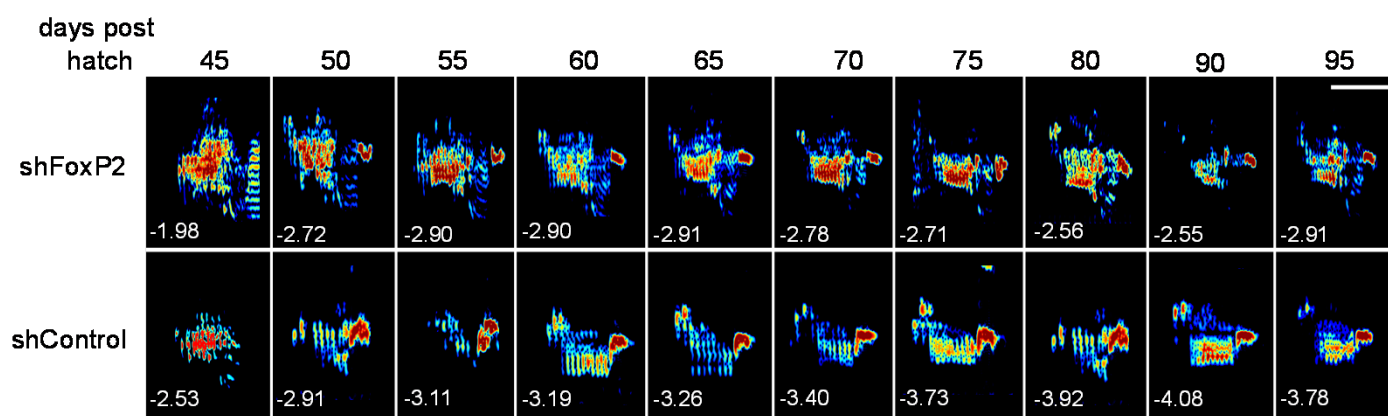 days post
hatch 45 50 55 60 65 70 75 80 90 95
shFoxP2
-1.98 -2.72 -2.90 -2.90 -2.91 -2.78 -2.71 -2.56 -2.55 -2.91
shControl
-2.53 -2.91 -3.11 -3.19 -3.26 -3.40 -3.73 -3.92 -4.08 -3.78